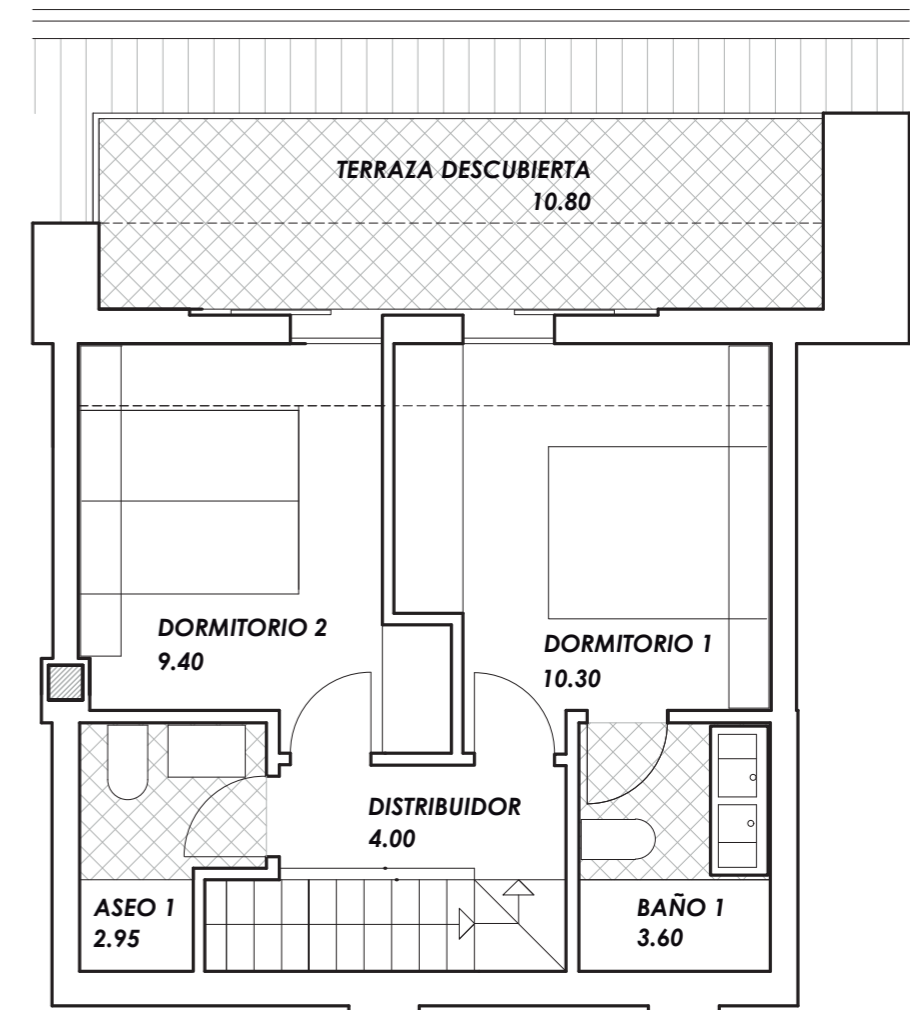 TERRAZA DESCUBIERTA
10.80
DORMITORIO 2
9.40
DORMITORIO 1
10.30
DISTRIBUIDOR
4.00
ASEO 1
2.95
BAÑO 1
3.60